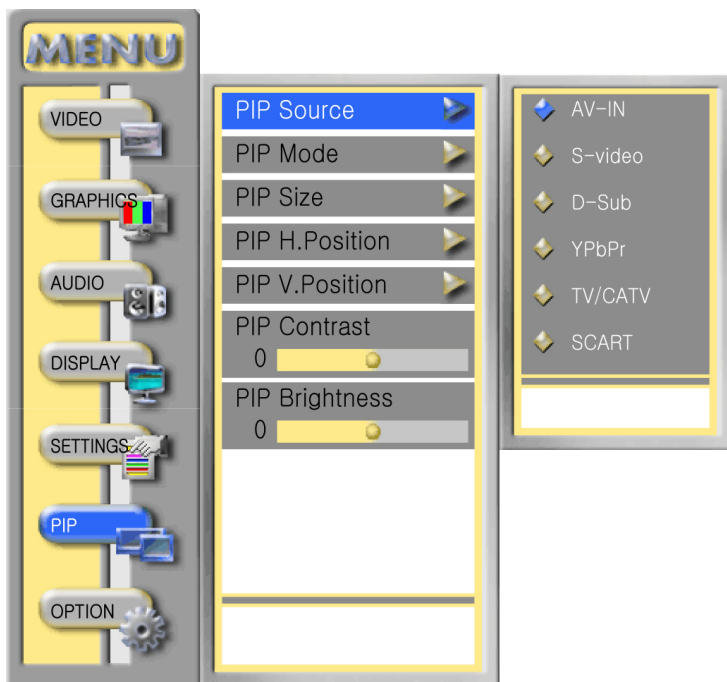 MENU
VIDEO
GRAPHICS
AUDIO
DISPLAY
SETTINGS
PIP
OPTION
PIP Source
PIP Mode
PIP Size
PIP H.Position
PIP V.Position
PIP Contrast
0
PIP Brightness
0
AV-IN
S-video
D-Sub
YPbPr
TV/CATV
SCART